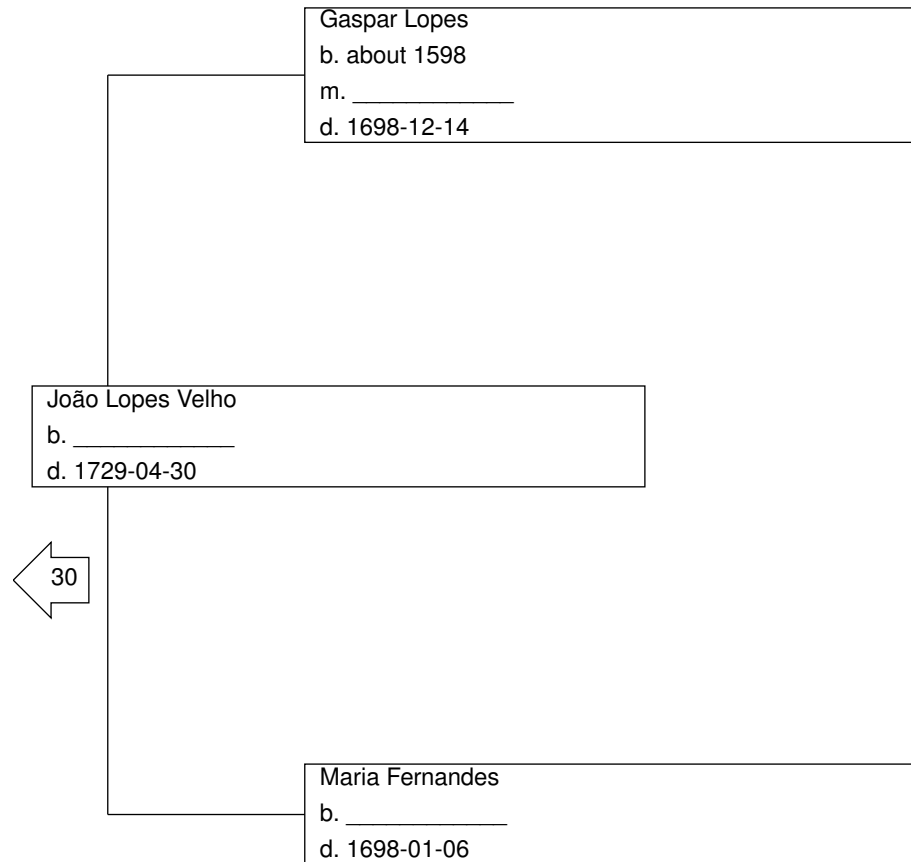 Gaspar Lopes
b. about 1598
m. ____________
d. 1698-12-14
João Lopes Velho
b. ____________
d. 1729-04-30
30
Maria Fernandes
b. ____________
d. 1698-01-06